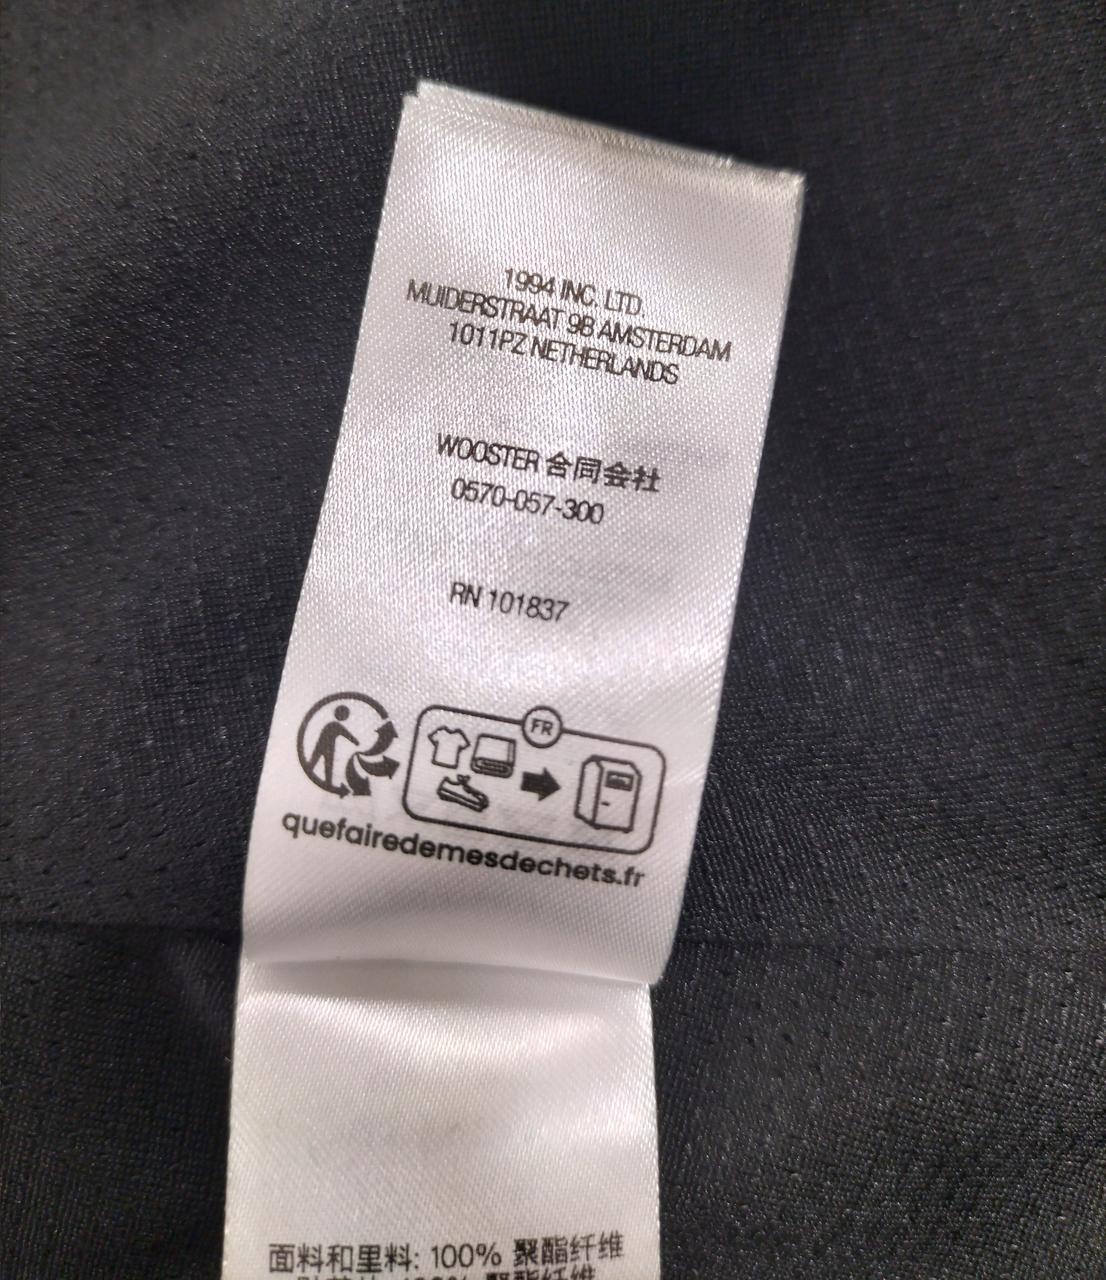 1994 INC. LTD.
MUIDERSTRAAT 9B AMSTERDAM
1011PZ NETHERLANDS
WOOSTER 合同会社
0570-057-300
RN 101837
FR
quefairedemesdechets.fr
面料和里料: 100% 聚酯纤维